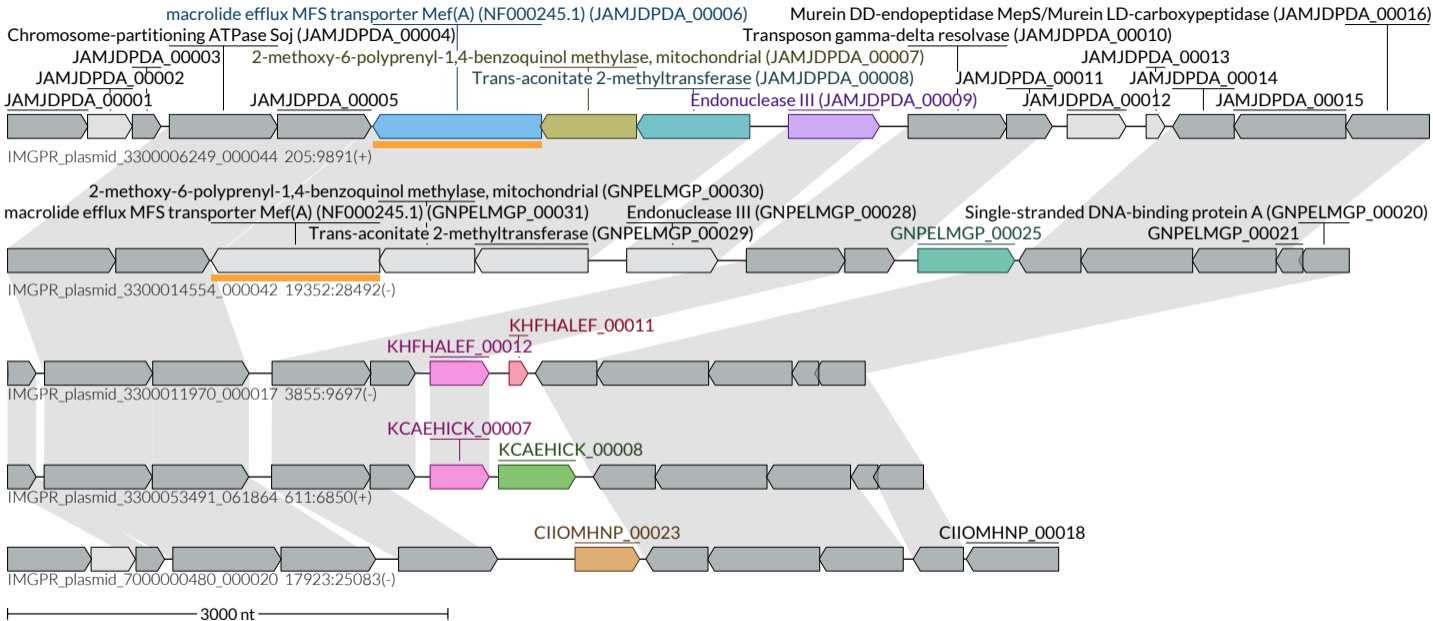 macrolide efflux MFS transporter Mef(A) (NF000245.1) (JAMJDPDA_00006)
Murein DD-endopeptidase MepS/Murein LD-carboxypeptidase (JAMJDPDA_00016)
Chromosome-partitioning ATPase Soj (JAMJDPDA_00004)
Transposon gamma-delta resolvase (JAMJDPDA_00010)
JAMJDPDA_00003
2-methoxy-6-polyprenyl-1,4-benzoquinol methylase, mitochondrial (JAMJDPDA_00007)
JAMJDPDA_00013
JAMJDPDA_00002
Trans-aconitate 2-methyltransferase (JAMJDPDA_00008)
JAMJDPDA_00011
JAMJDPDA_00014
JAMJDPDA_00001
JAMJDPDA_00005
Endonuclease III (JAMJDPDA_00009)
JAMJDPDA_00012
JAMJDPDA_00015
IMGPR_plasmid_3300006249_000044 205:9891(+)
2-methoxy-6-polyprenyl-1,4-benzoquinol methylase, mitochondrial (GNPELMGP_00030)
macrolide efflux MFS transporter Mef(A) (NF000245.1) (GNPELMGP_00031)
Endonuclease III (GNPELMGP_00028)
Single-stranded DNA-binding protein A (GNPELMGP_00020)
Trans-aconitate 2-methyltransferase (GNPELMGP_00029)
GNPELMGP_00025
GNPELMGP_00021
IMGPR_plasmid_3300014554_000042 19352:28492(-)
KHFHALEF_00011
KHFHALEF_00012
IMGPR_plasmid_3300011970_000017 3855:9697(-)
KCAEHICK_00007
KCAEHICK_00008
IMGPR_plasmid_3300053491_061864 611:6850(+)
CIIOMHNP_00023
CIIOMHNP_00018
IMGPR_plasmid_7000000480_000020 17923:25083(-)
3000 nt